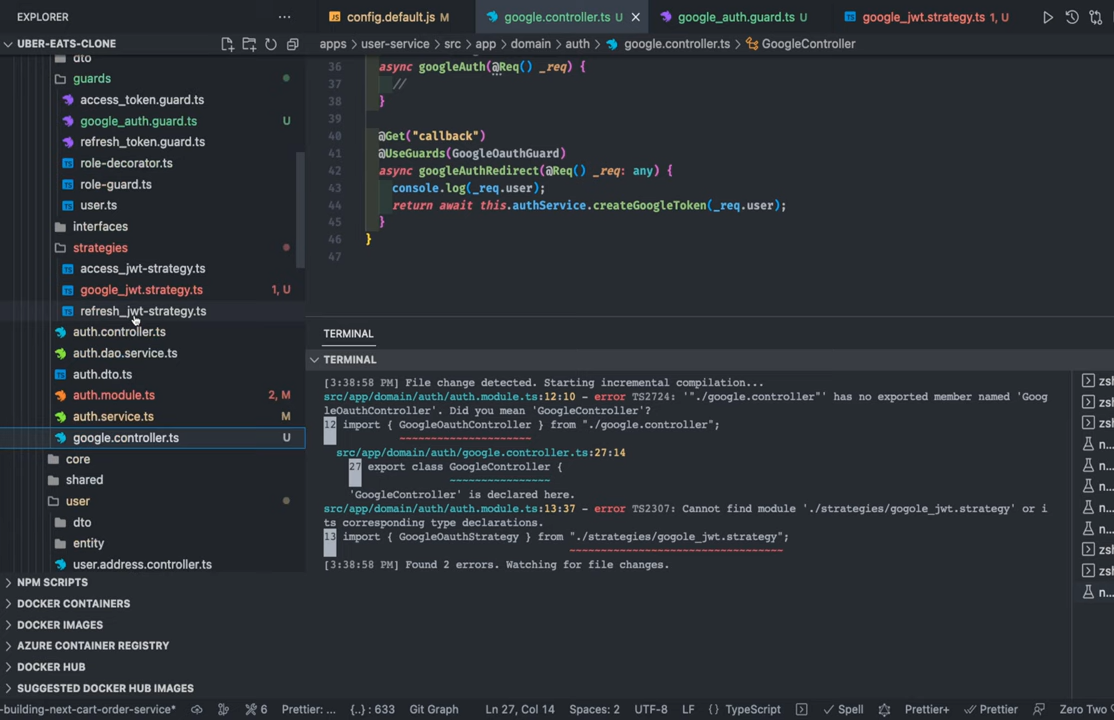 EXPLORER
config.default.js M
google.controller.ts U
google_auth.guard.ts U
google_jwt.strategy.ts 1, U
UBER-EATS-CLONE
apps > user-service > src > app > domain > auth > google.controller.ts > GoogleController
dto
guards
access_token.guard.ts
google_auth.guard.ts U
refresh_token.guard.ts
role-decorator.ts
role-guard.ts
user.ts
interfaces
strategies
access_jwt-strategy.ts
google_jwt.strategy.ts 1, U
refresh_jwt-strategy.ts
auth.controller.ts
auth.dao.service.ts
auth.dto.ts
auth.module.ts 2, M
auth.service.ts M
google.controller.ts U
core
shared
user
dto
entity
user.address.controller.ts
NPM SCRIPTS
DOCKER CONTAINERS
DOCKER IMAGES
AZURE CONTAINER REGISTRY
DOCKER HUB
SUGGESTED DOCKER HUB IMAGES
36 async googleAuth(@Req() _req) {
37 //
38 }
39
40 @Get("callback")
41 @UseGuards(GoogleOauthGuard)
42 async googleAuthRedirect(@Req() _req: any) {
43 console.log(_req.user);
44 return await this.authService.createGoogleToken(_req.user);
45 }
46 }
47
TERMINAL
TERMINAL
[3:38:58 PM] File change detected. Starting incremental compilation...
src/app/domain/auth/auth.module.ts:12:10 - error TS2724: '"./google.controller"' has no exported member named 'Goog
leOauthController'. Did you mean 'GoogleController'?
12 import { GoogleOauthController } from "./google.controller";
~~~~~~~~~~~~~~~~~~~~~
src/app/domain/auth/google.controller.ts:27:14
27 export class GoogleController {
~~~~~~~~~~~~~~~~
'GoogleController' is declared here.
src/app/domain/auth/auth.module.ts:13:37 - error TS2307: Cannot find module './strategies/gogole_jwt.strategy' or i
ts corresponding type declarations.
13 import { GoogleOauthStrategy } from "./strategies/gogole_jwt.strategy";
~~~~~~~~~~~~~~~~~~~~~~~~~~~~~~~~~~
[3:38:58 PM] Found 2 errors. Watching for file changes.
zsh
zsh
zsh
n...
n...
n...
n...
n...
zsh
zsh
n...
-building-next-cart-order-service* 6 Prettier: ... {..} : 633 Git Graph Ln 27, Col 14 Spaces: 2 UTF-8 LF {} TypeScript Spell Prettier+ Prettier Zero Two